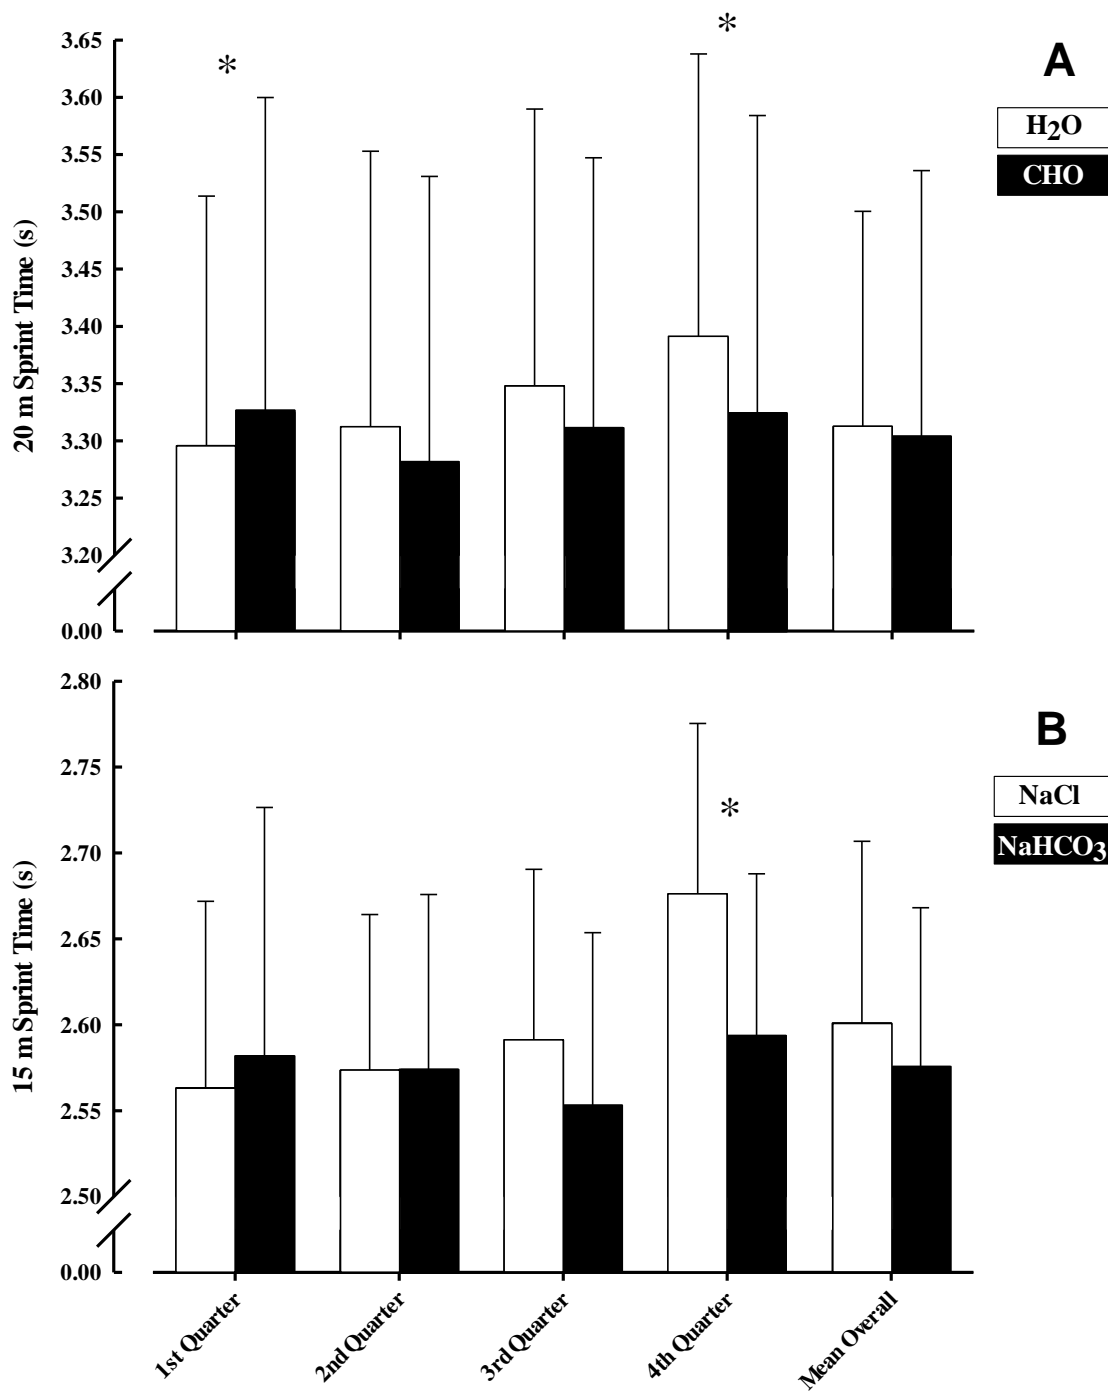 A
H2O
CHO
20 m Sprint Time (s)
3.65
3.60
3.55
3.50
3.45
3.40
3.35
3.30
3.25
3.20
0.00
*
*
B
NaCl
NaHCO3
15 m Sprint Time (s)
2.80
2.75
2.70
2.65
2.60
2.55
2.50
0.00
*
1st Quarter
2nd Quarter
3rd Quarter
4th Quarter
Mean Overall